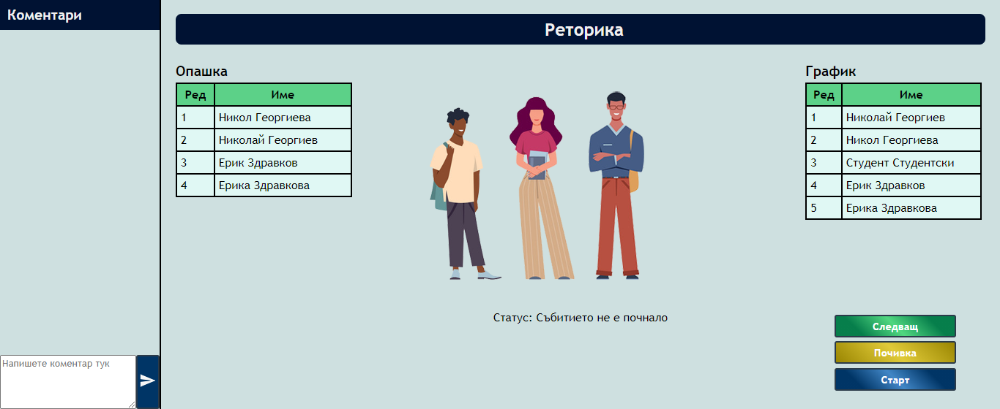 Коментари
Напишете коментар тук
Реторика
Опашка
Ред Име
1 Никол Георгиева
2 Николай Георгиев
3 Ерик Здравков
4 Ерика Здравкова
Статус: Събитието не е почнало
График
Ред Име
1 Николай Георгиев
2 Никол Георгиева
3 Студент Студентски
4 Ерик Здравков
5 Ерика Здравкова
Следващ
Почивка
Старт